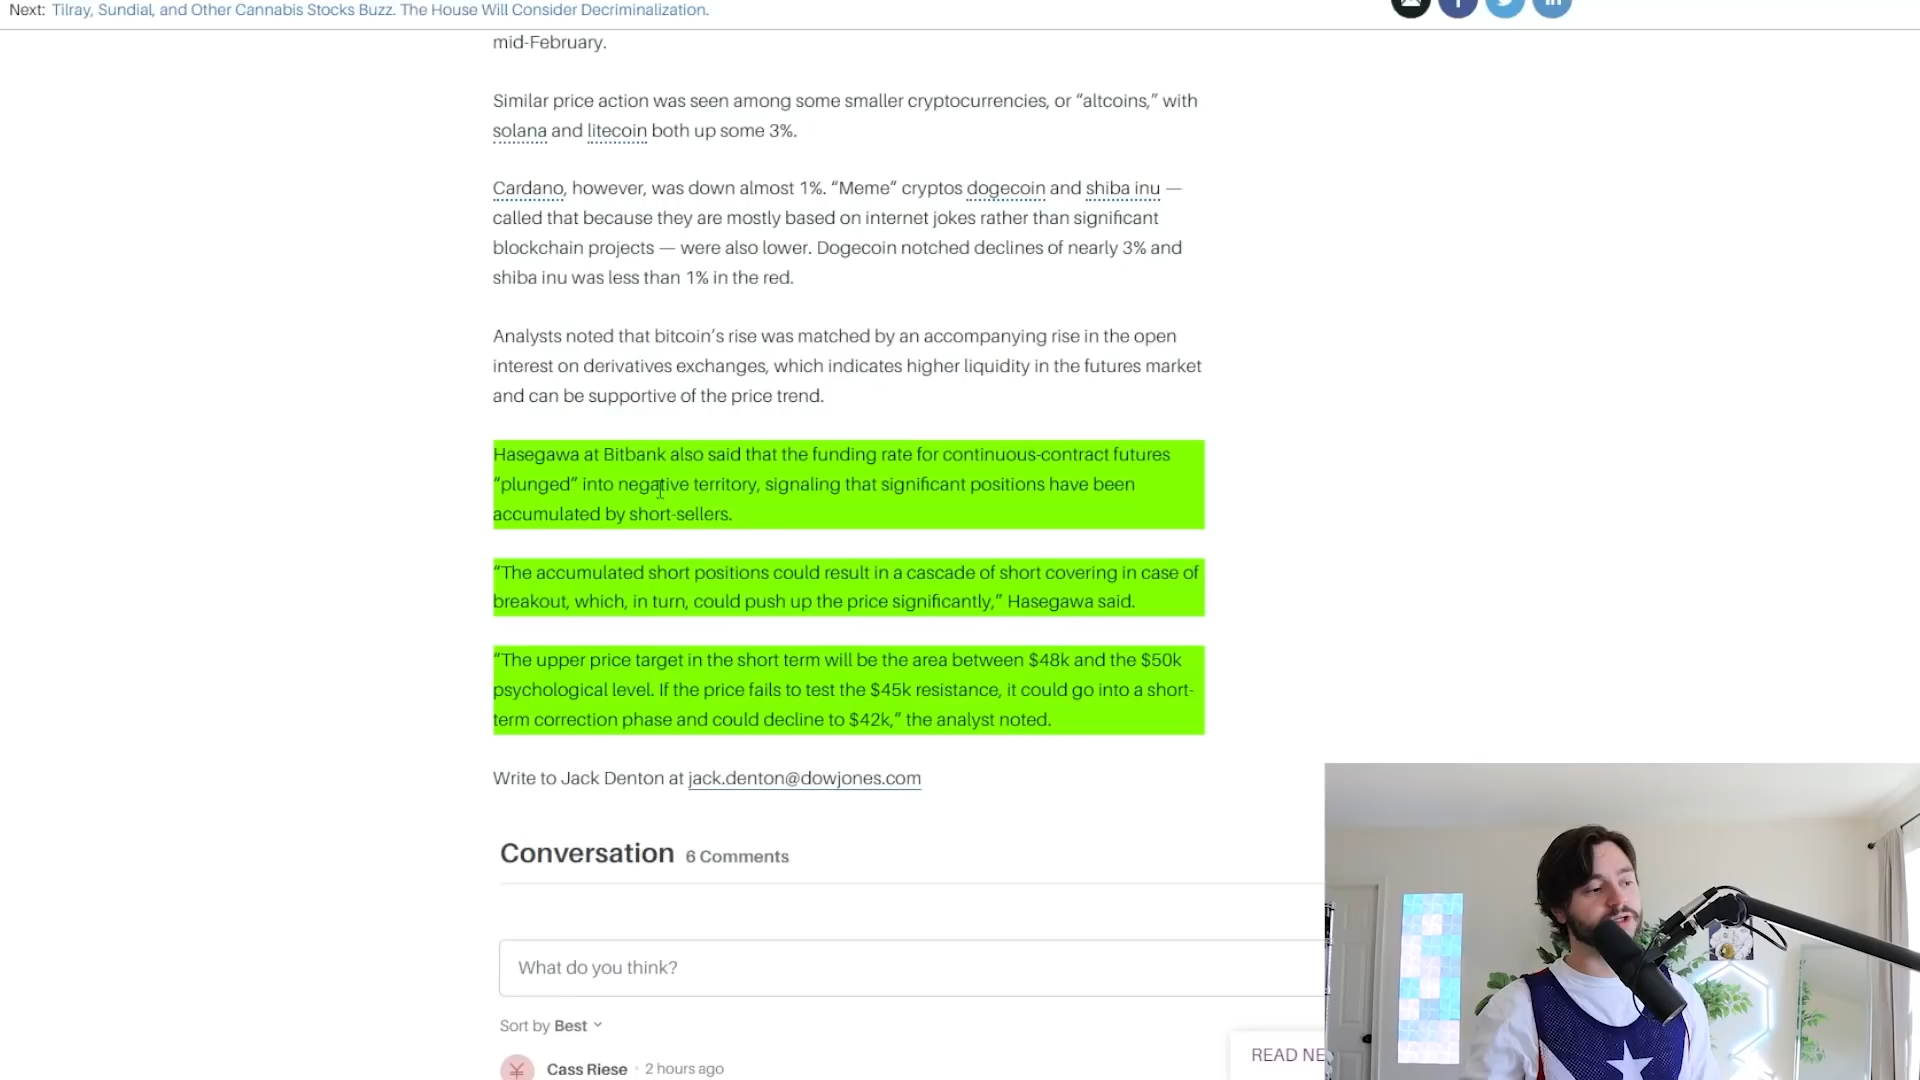 Next: Tilray, Sundial, and Other Cannabis Stocks Buzz. The House Will Consider Decriminalization.
mid-February.
Similar price action was seen among some smaller cryptocurrencies, or “altcoins,” with
solana and litecoin both up some 3%.
Cardano, however, was down almost 1%. “Meme” cryptos dogecoin and shiba inu —
called that because they are mostly based on internet jokes rather than significant
blockchain projects — were also lower. Dogecoin notched declines of nearly 3% and
shiba inu was less than 1% in the red.
Analysts noted that bitcoin’s rise was matched by an accompanying rise in the open
interest on derivatives exchanges, which indicates higher liquidity in the futures market
and can be supportive of the price trend.
Hasegawa at Bitbank also said that the funding rate for continuous-contract futures
“plunged” into negative territory, signaling that significant positions have been
accumulated by short-sellers.
“The accumulated short positions could result in a cascade of short covering in case of
breakout, which, in turn, could push up the price significantly,” Hasegawa said.
“The upper price target in the short term will be the area between $48k and the $50k
psychological level. If the price fails to test the $45k resistance, it could go into a short-
term correction phase and could decline to $42k,” the analyst noted.
Write to Jack Denton at jack.denton@dowjones.com
Conversation 6 Comments
What do you think?
Sort by Best
Cass Riese · 2 hours ago
READ NE